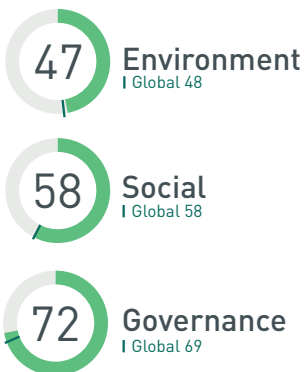 47
Environment
Global 48
58
Social
Global 58
72
Governance
Global 69